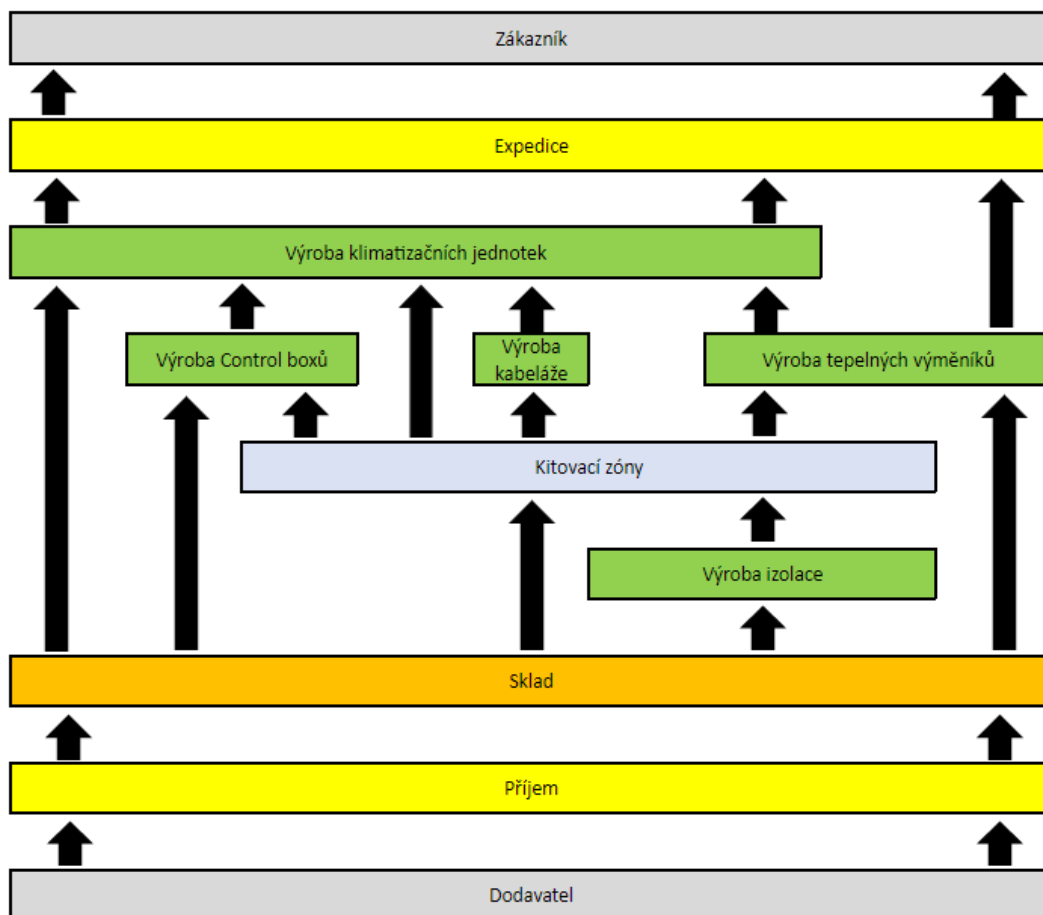 Zákazník
Expedice
Výroba klimatizačních jednotek
Výroba Control boxů
Výroba
kabeláže
Výroba tepelných výměníků
Kitovací zóny
Výroba izolace
Sklad
Příjem
Dodavatel